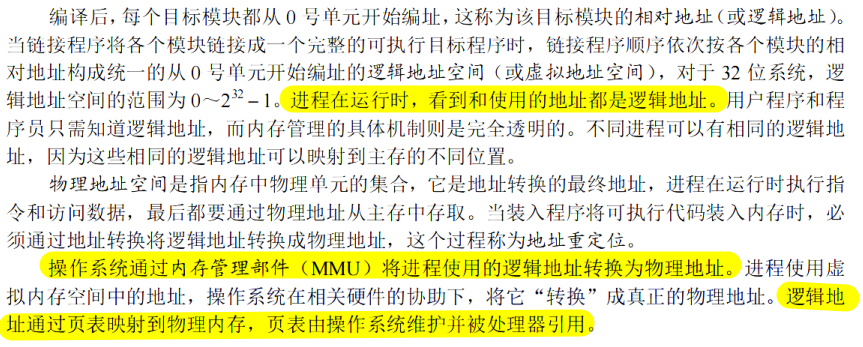 编译后，每个目标模块都从 0 号单元开始编址，这称为该目标模块的相对地址（或逻辑地址）。
当链接程序将各个模块链接成一个完整的可执行目标程序时，链接程序顺序依次按各个模块的相
对地址构成统一的从 0 号单元开始编址的逻辑地址空间（或虚拟地址空间），对于 32 位系统，逻
辑地址空间的范围为 0～2³²－1。进程在运行时，看到和使用的地址都是逻辑地址。用户程序和程
序员只需知道逻辑地址，而内存管理的具体机制则是完全透明的。不同进程可以有相同的逻辑地
址，因为这些相同的逻辑地址可以映射到主存的不同位置。
物理地址空间是指内存中物理单元的集合，它是地址转换的最终地址，进程在运行时执行指
令和访问数据，最后都要通过物理地址从主存中存取。当装入程序将可执行代码装入内存时，必
须通过地址转换将逻辑地址转换成物理地址，这个过程称为地址重定位。
操作系统通过内存管理部件（MMU）将进程使用的逻辑地址转换为物理地址。进程使用虚
拟内存空间中的地址，操作系统在相关硬件的协助下，将它“转换”成真正的物理地址。逻辑地
址通过页表映射到物理内存，页表由操作系统维护并被处理器引用。